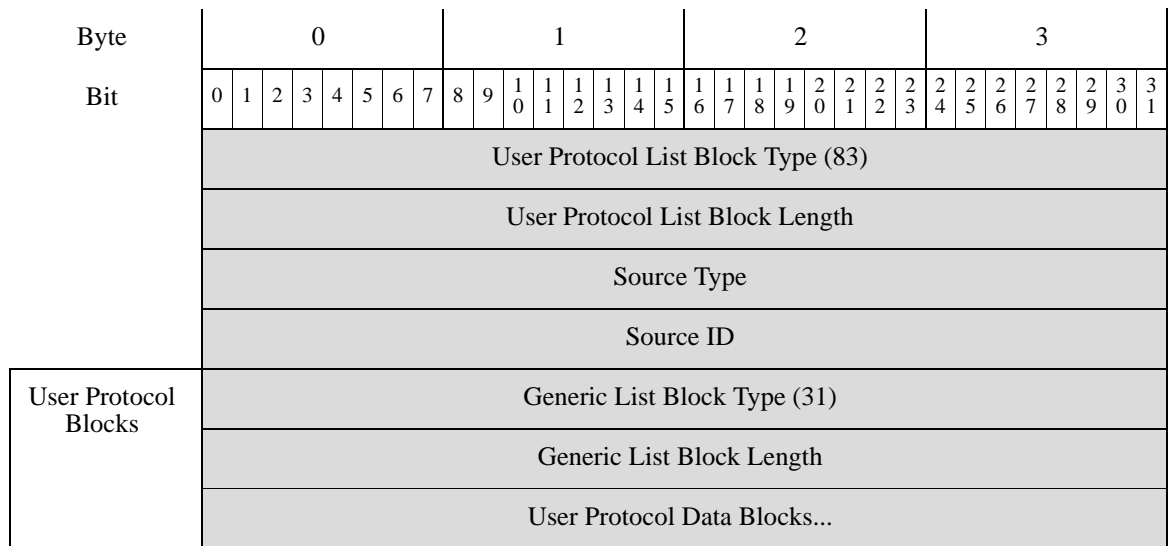 Byte 0 1 2 3
Bit 0 1 2 3 4 5 6 7 8 9 10 11 12 13 14 15 16 17 18 19 20 21 22 23 24 25 26 27 28 29 30 31
User Protocol List Block Type (83)
User Protocol List Block Length
Source Type
Source ID
User Protocol
Blocks
Generic List Block Type (31)
Generic List Block Length
User Protocol Data Blocks...